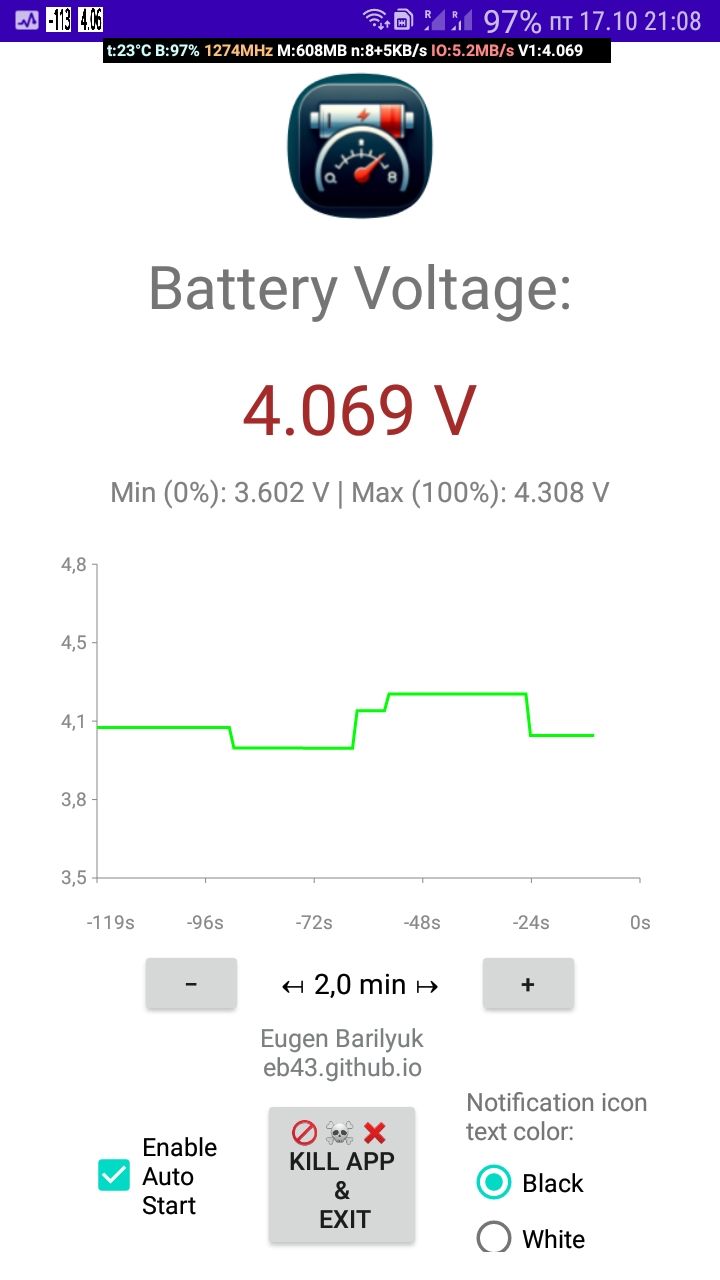 -113 4.06 97% пт 17.10 21:08
t:23°C B:97% 1274MHz M:608MB n:8+5KB/s IO:5.2MB/s V1:4.069
Battery Voltage:
4.069 V
Min (0%): 3.602 V | Max (100%): 4.308 V
4,8
4,5
4,1
3,8
3,5
-119s -96s -72s -48s -24s 0s
− ↤ 2,0 min ↦ +
Eugen Barilyuk
eb43.github.io
Notification icon
text color:
Enable
Auto
Start
🚫 ☠️ ❌
KILL APP
&
EXIT
Black
White